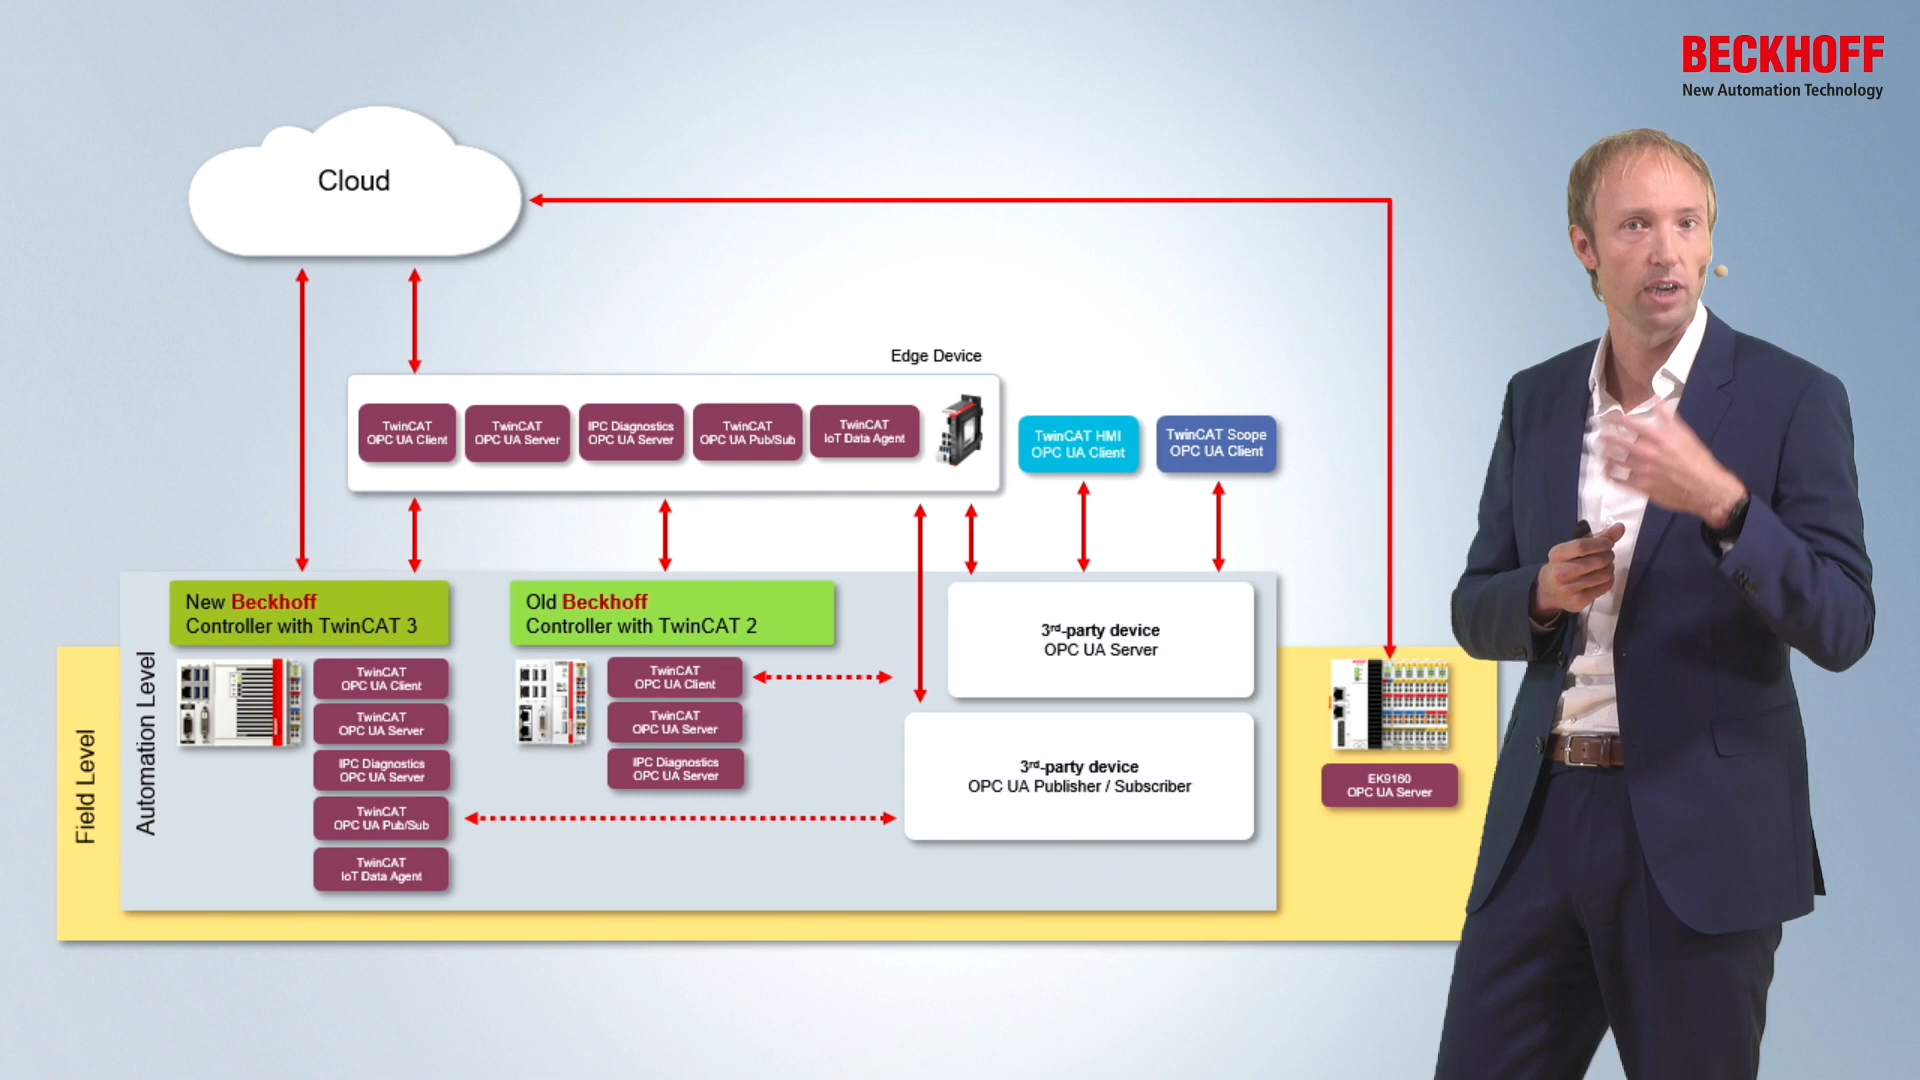 BECKHOFF
New Automation Technology
Cloud
Edge Device
TwinCAT
OPC UA Client
TwinCAT
OPC UA Server
IPC Diagnostics
OPC UA Server
TwinCAT
OPC UA Pub/Sub
TwinCAT
IoT Data Agent
TwinCAT HMI
OPC UA Client
TwinCAT Scope
OPC UA Client
Field Level
Automation Level
New Beckhoff
Controller with TwinCAT 3
TwinCAT
OPC UA Client
TwinCAT
OPC UA Server
IPC Diagnostics
OPC UA Server
TwinCAT
OPC UA Pub/Sub
TwinCAT
IoT Data Agent
Old Beckhoff
Controller with TwinCAT 2
TwinCAT
OPC UA Client
TwinCAT
OPC UA Server
IPC Diagnostics
OPC UA Server
3rd-party device
OPC UA Server
3rd-party device
OPC UA Publisher / Subscriber
EK9160
OPC UA Server